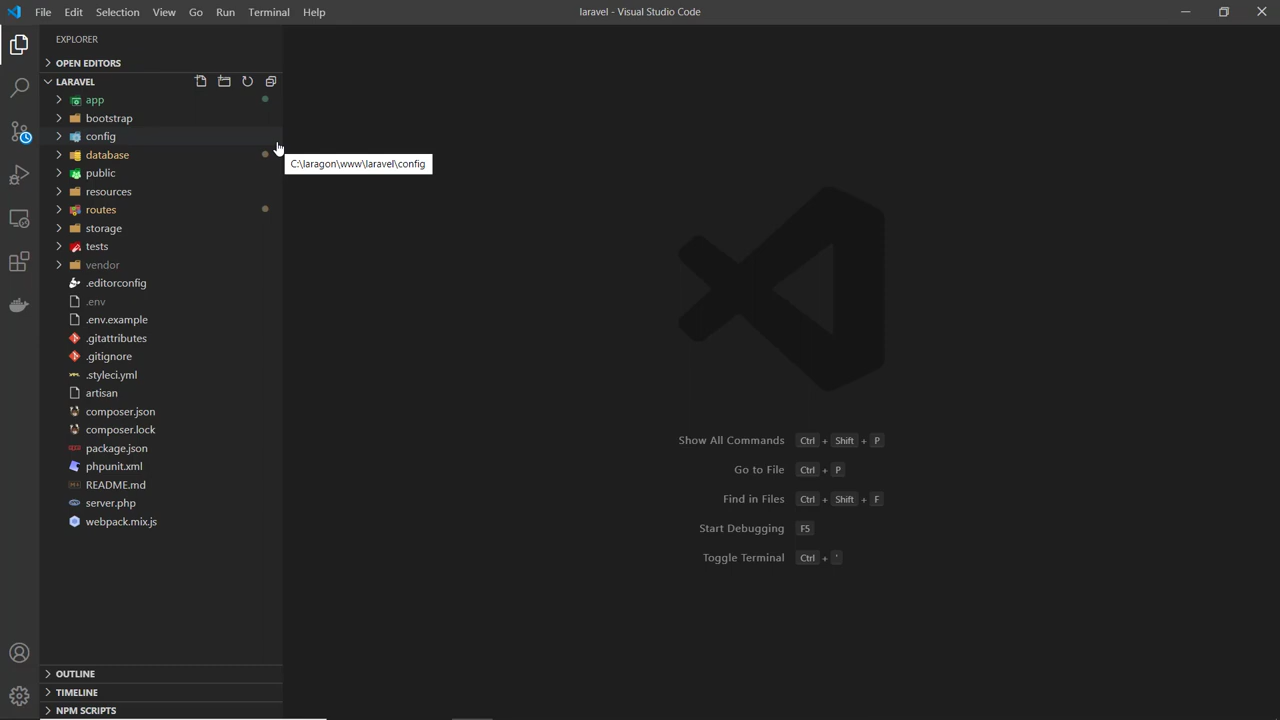 File Edit Selection View Go Run Terminal Help
laravel - Visual Studio Code
EXPLORER
OPEN EDITORS
LARAVEL
app
bootstrap
config
C:\laragon\www\laravel\config
database
public
resources
routes
storage
tests
vendor
.editorconfig
.env
.env.example
.gitattributes
.gitignore
.styleci.yml
artisan
composer.json
composer.lock
package.json
phpunit.xml
README.md
server.php
webpack.mix.js
OUTLINE
TIMELINE
NPM SCRIPTS
Show All Commands Ctrl + Shift + P
Go to File Ctrl + P
Find in Files Ctrl + Shift + F
Start Debugging F5
Toggle Terminal Ctrl + '